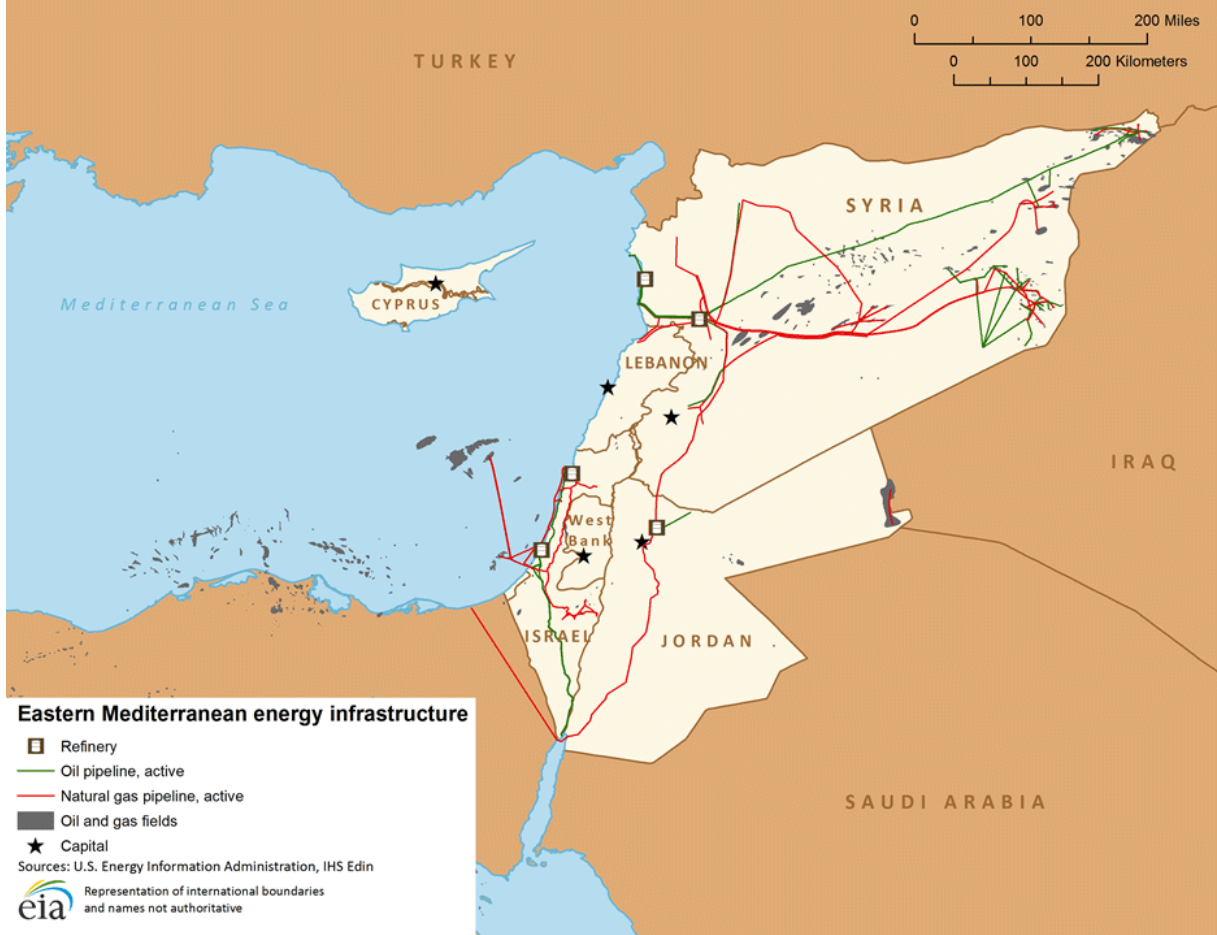 0 100 200 Miles
0 100 200 Kilometers
TURKEY
SYRIA
Mediterranean Sea
CYPRUS
LEBANON
IRAQ
West
Bank
ISRAEL
JORDAN
SAUDI ARABIA
Eastern Mediterranean energy infrastructure
Refinery
Oil pipeline, active
Natural gas pipeline, active
Oil and gas fields
Capital
Sources: U.S. Energy Information Administration, IHS Edin
eia
Representation of international boundaries
and names not authoritative